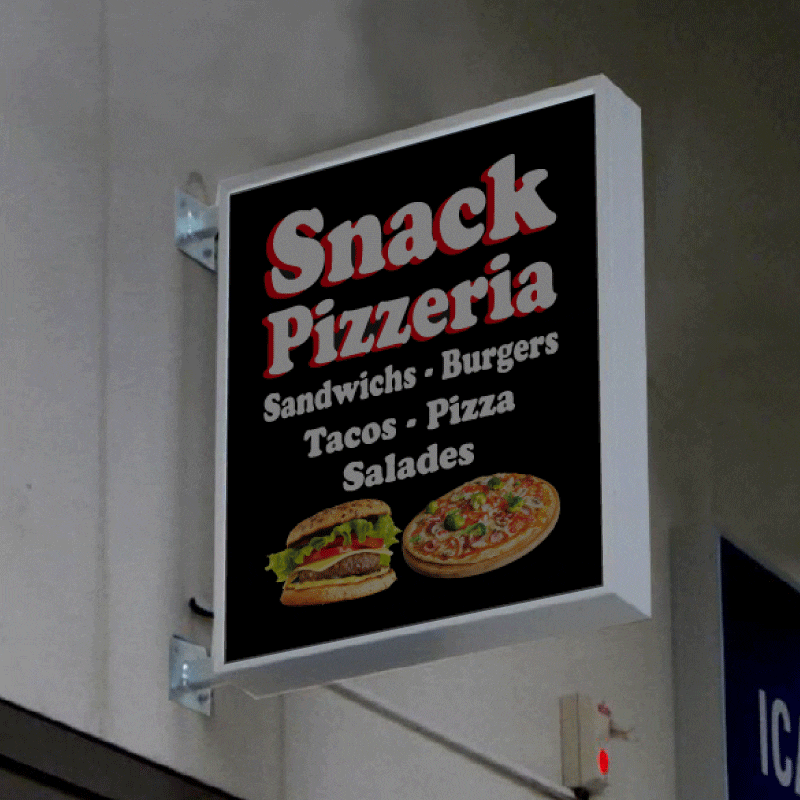 Snack
Pizzeria
Sandwichs - Burgers
Tacos - Pizza
Salades